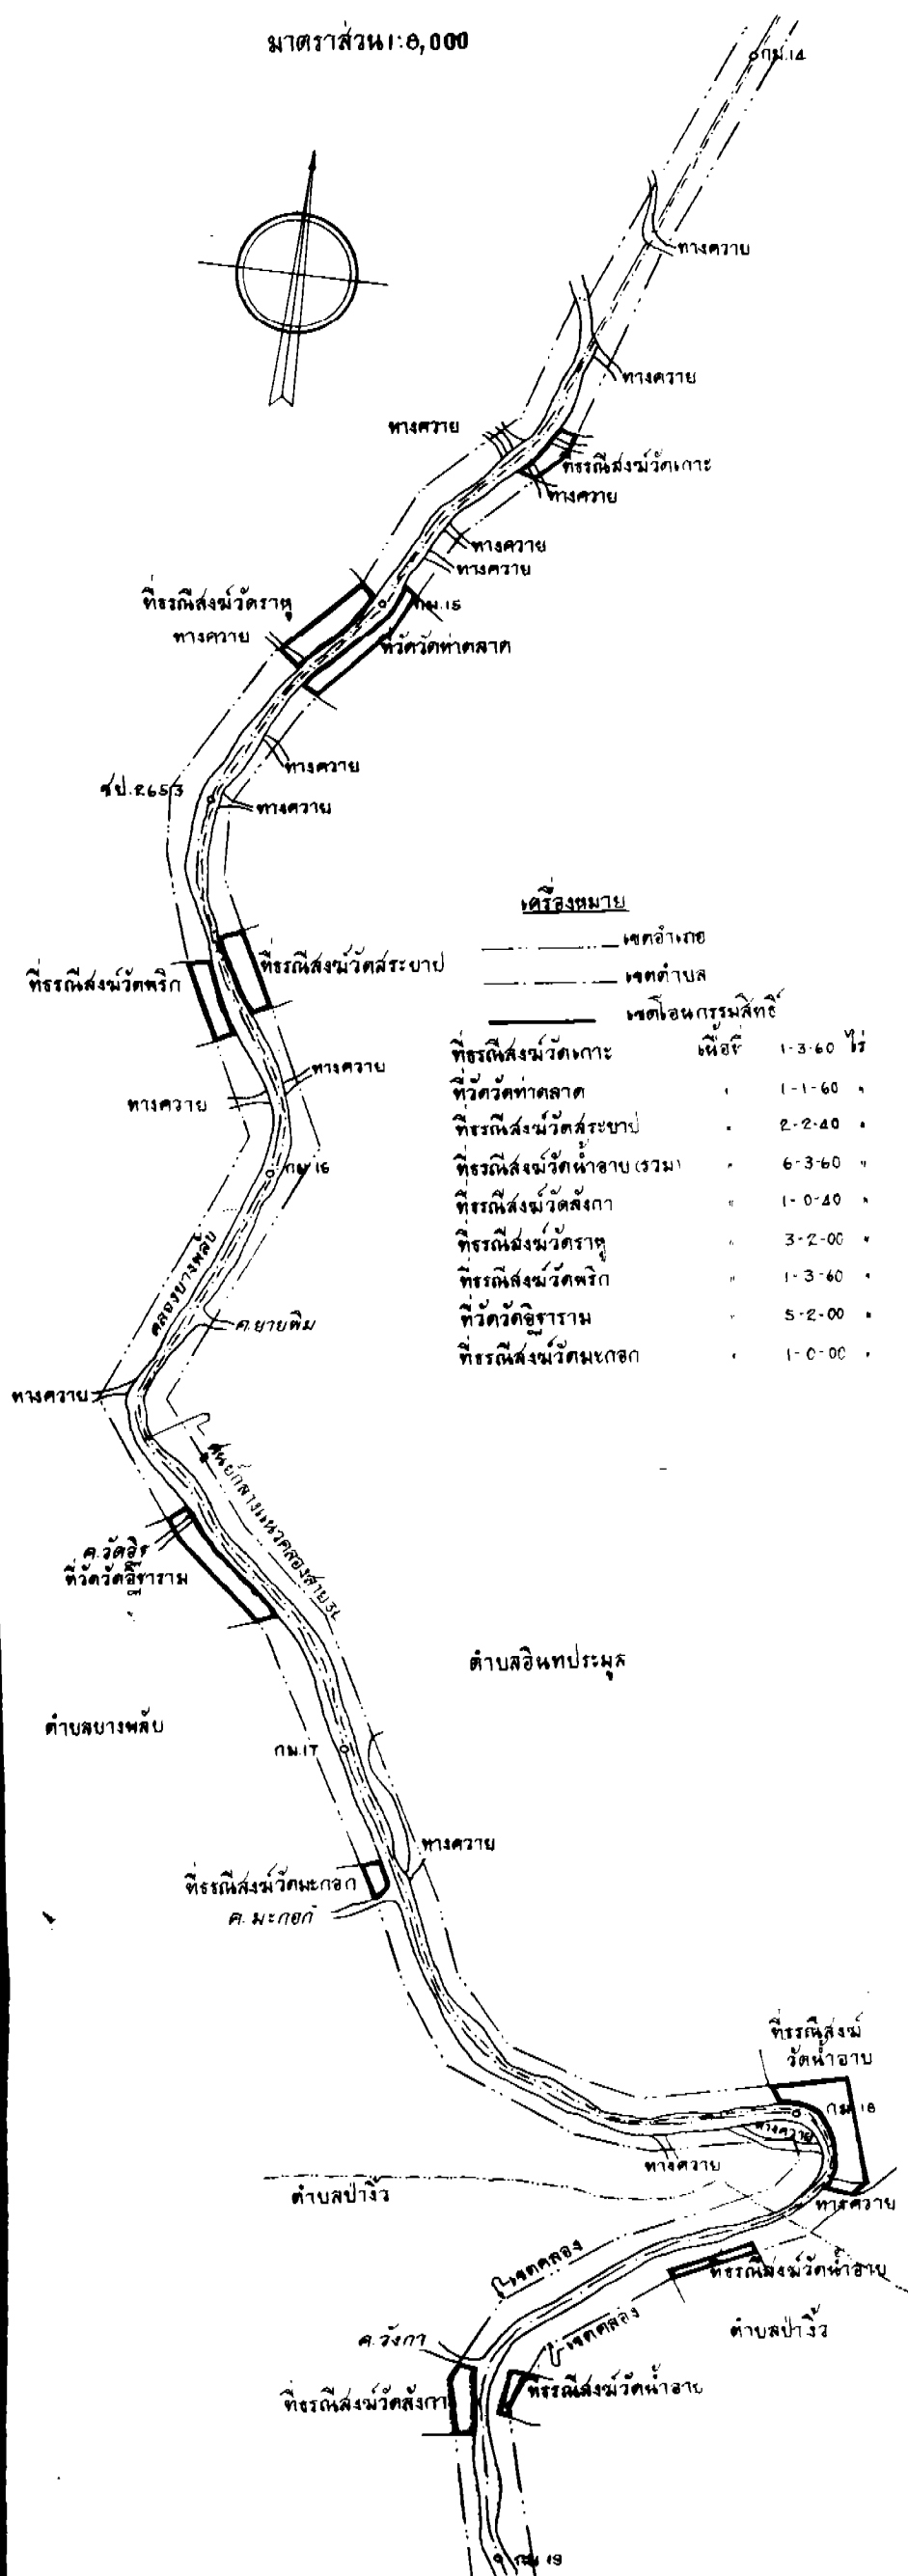 มาตราส่วน 1:8,000
กม.14
ทางควาย
ทางควาย
ทางควาย
ที่ธรณีสงฆ์วัดเกาะ
ทางควาย
ทางควาย
ทางควาย
ที่ธรณีสงฆ์วัดราหู
กม.15
ทางควาย
ที่วัดวัดท่าตลาด
ทางควาย
ทางควาย
เครื่องหมาย
เขตอำเภอ
เขตตำบล
เขตโอนกรรมสิทธิ์
ที่ธรณีสงฆ์วัดสระบาป
ที่ธรณีสงฆ์วัดพริก
ที่ธรณีสงฆ์วัดเกาะ เนื้อที่ 1-3-60 ไร่
ที่วัดวัดท่าตลาด " 1-1-60 "
ที่ธรณีสงฆ์วัดสระบาป " 2-2-40 "
ที่ธรณีสงฆ์วัดน้ำอาบ (รวม) " 6-3-60 "
ที่ธรณีสงฆ์วัดลังกา " 1-0-40 "
ที่ธรณีสงฆ์วัดราหู " 3-2-00 "
ที่ธรณีสงฆ์วัดพริก " 1-3-60 "
ที่วัดวัดอิฐาราม " 5-2-00 "
ที่ธรณีสงฆ์วัดมะกอก " 1-0-00 "
ทางควาย
ทางควาย
กม.16
คลองบางพลับ
ค.ยายพิม
ทางควาย
ศูนย์กลางแนวคลองสาย 3L
ค.วัดอิฐ
ที่วัดวัดอิฐาราม
ตำบลอินทประมูล
ตำบลบางพลับ
กม.17
ทางควาย
ที่ธรณีสงฆ์วัดมะกอก
ค.มะกอก
ที่ธรณีสงฆ์
วัดน้ำอาบ
กม.18
ทางควาย
ทางควาย
ทางควาย
ตำบลป่างิ้ว
เขตคลอง
ที่ธรณีสงฆ์วัดน้ำอาบ
เขตคลอง
ตำบลป่างิ้ว
ค.วังกา
ที่ธรณีสงฆ์วัดลังกา
ที่ธรณีสงฆ์วัดน้ำอาบ
กม.19